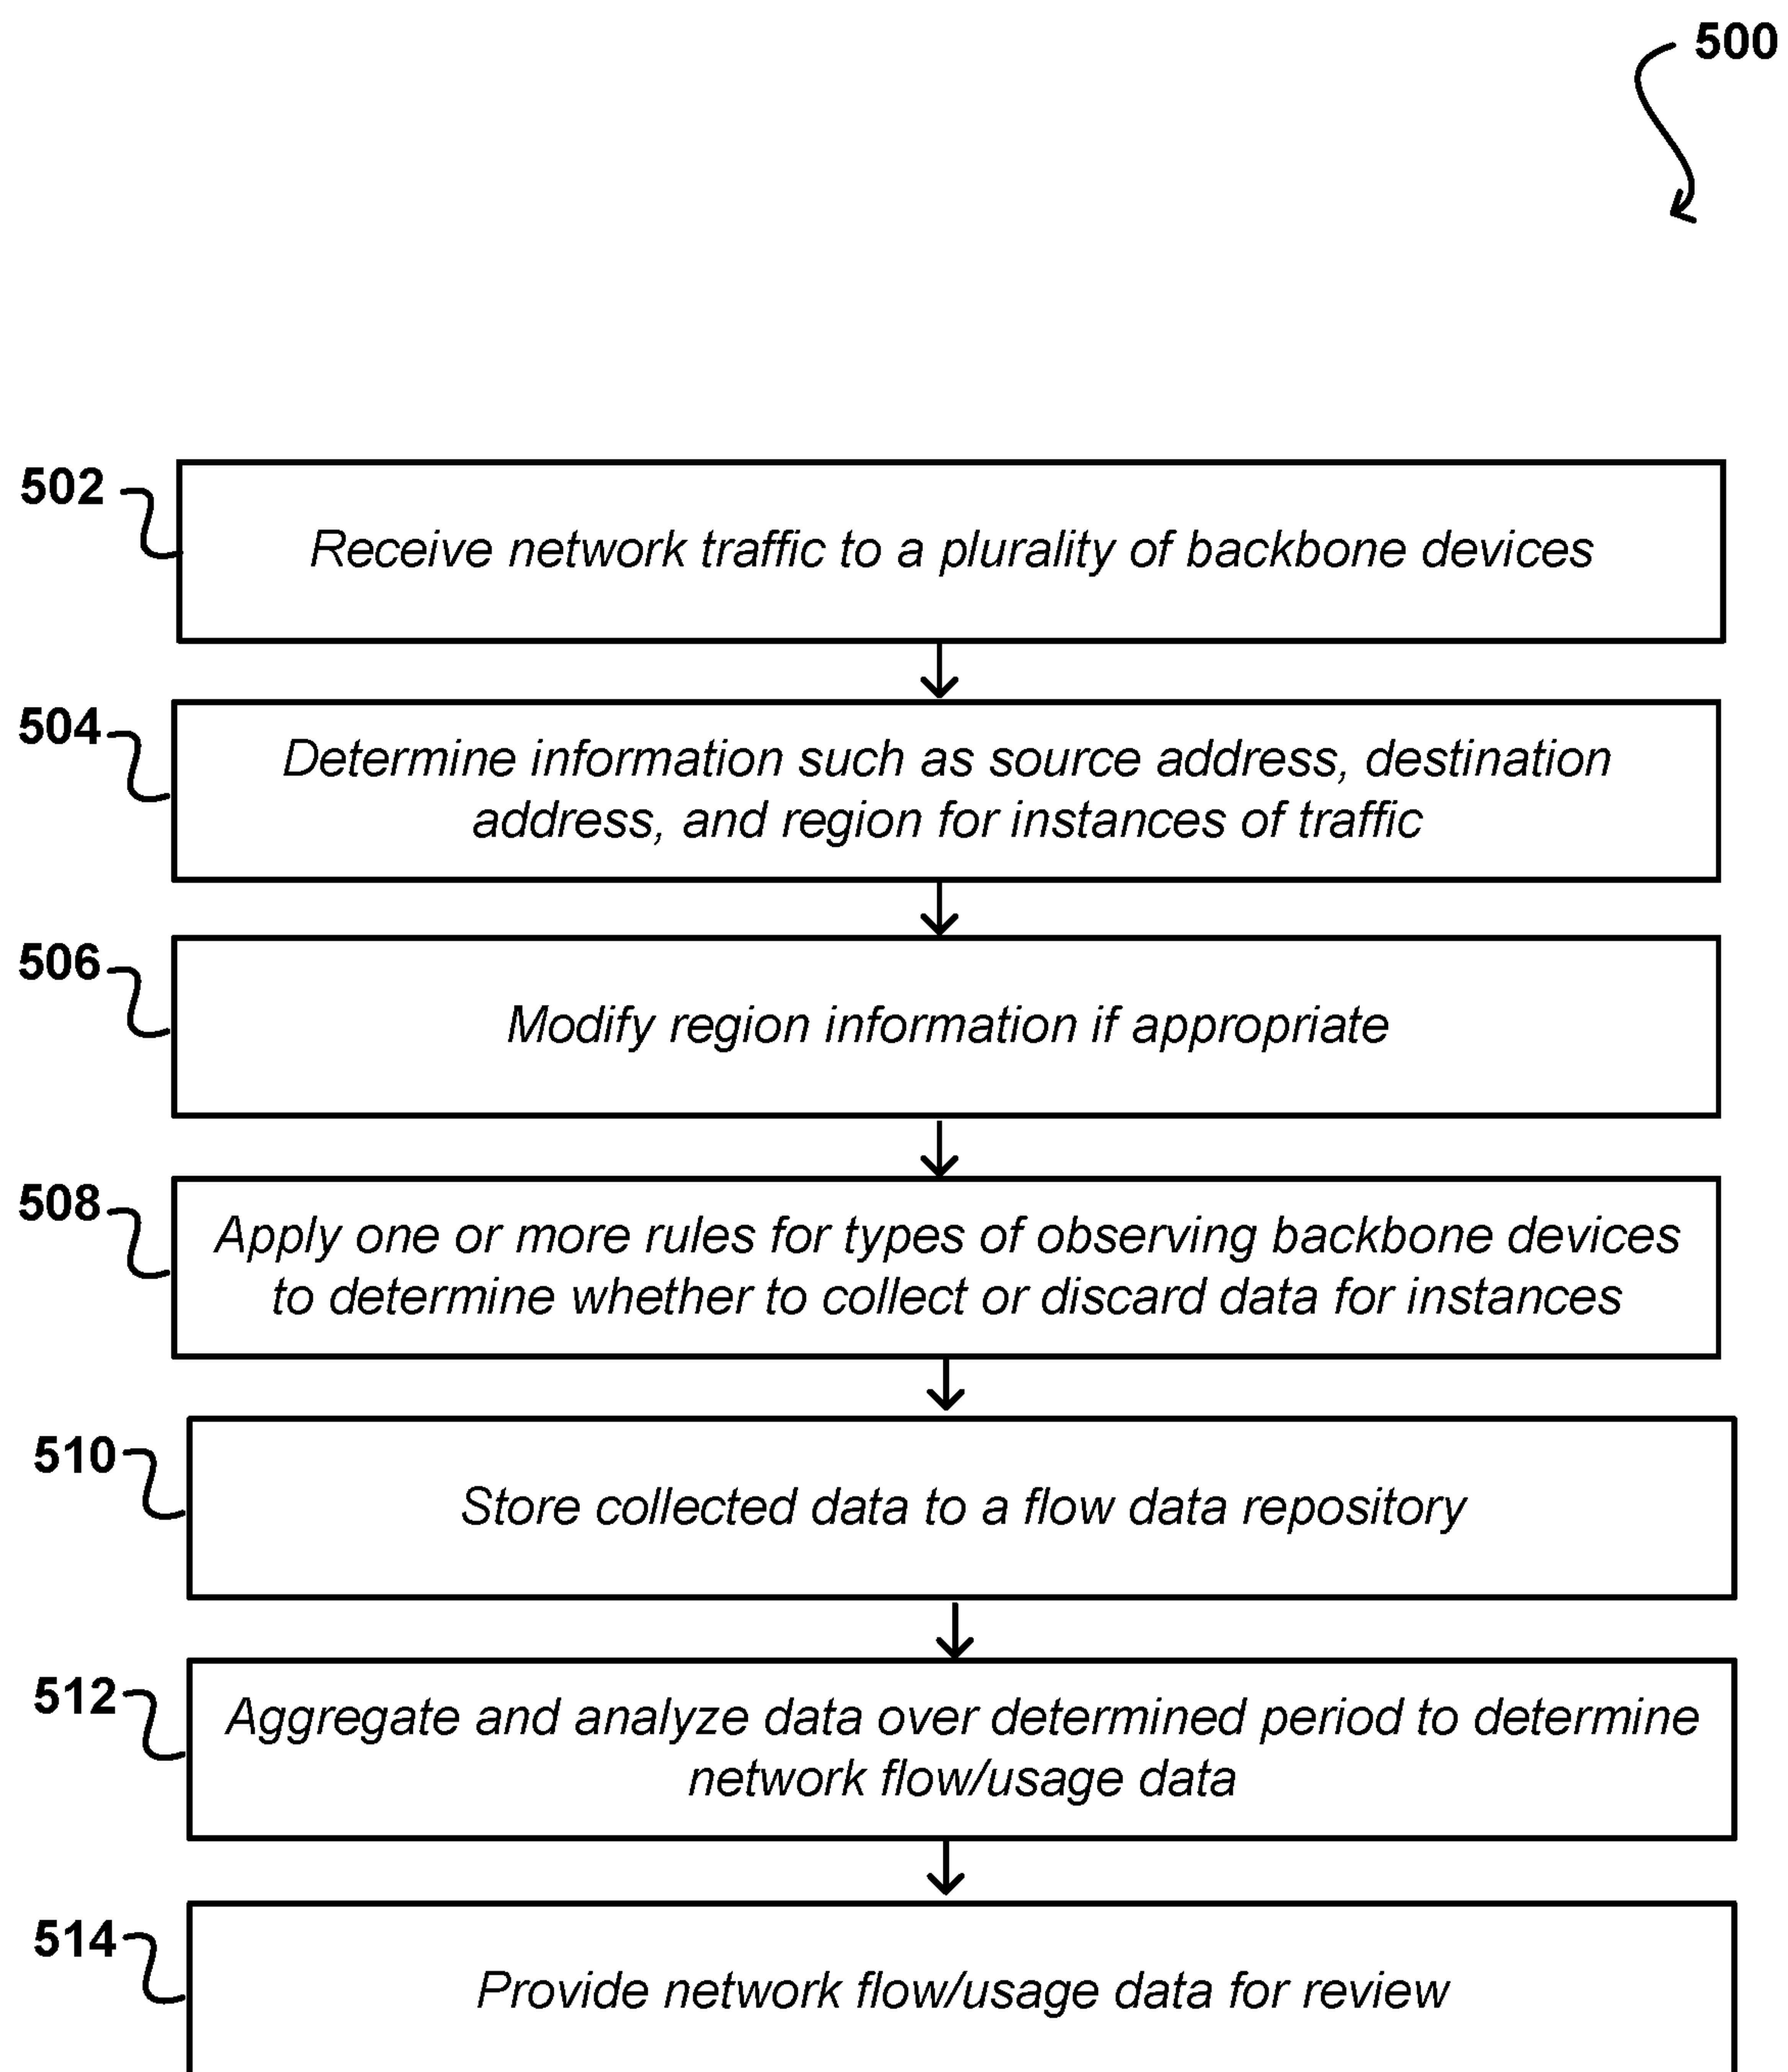 500
502
Receive network traffic to a plurality of backbone devices
504
Determine information such as source address, destination
address, and region for instances of traffic
506
Modify region information if appropriate
508
Apply one or more rules for types of observing backbone devices
to determine whether to collect or discard data for instances
510
Store collected data to a flow data repository
512
Aggregate and analyze data over determined period to determine
network flow/usage data
514
Provide network flow/usage data for review